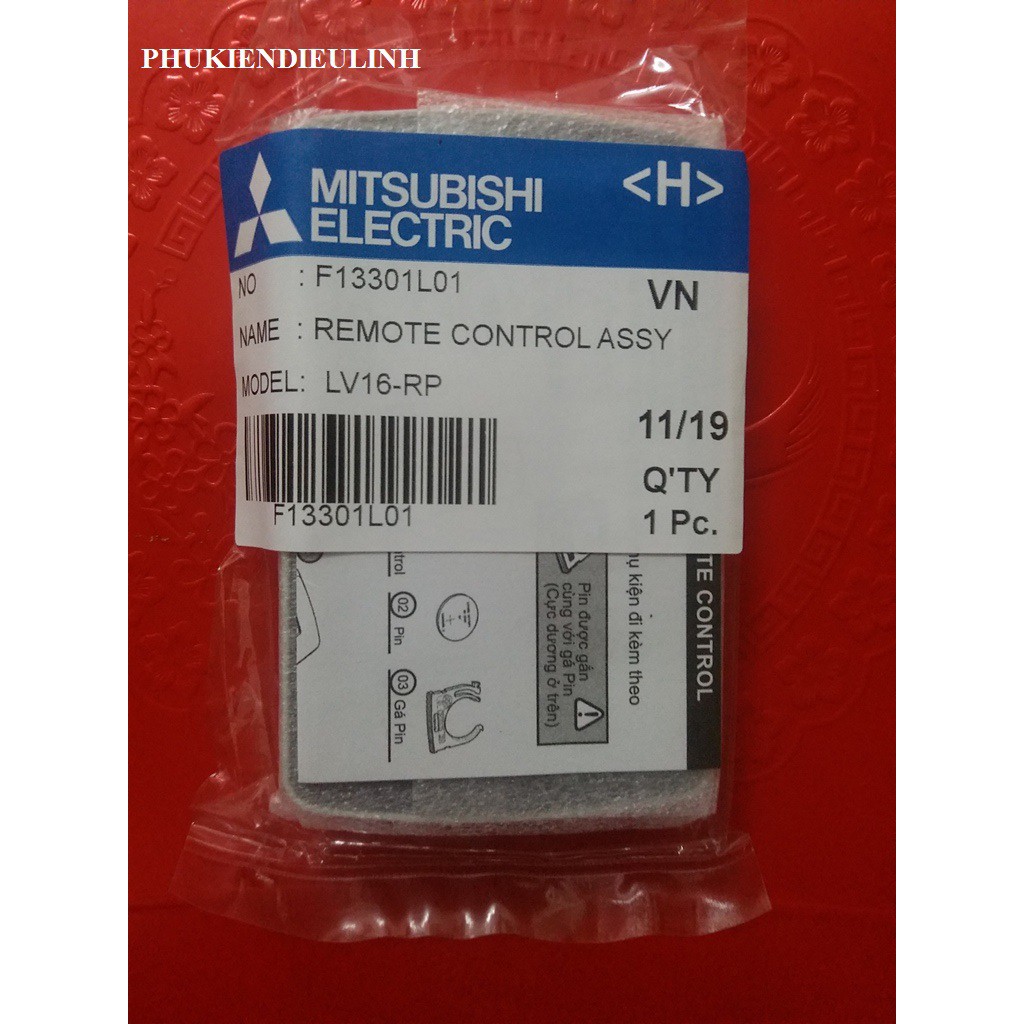 PHUKIENDIEULINH
MITSUBISHI
ELECTRIC
<H>
NO : F13301L01
VN
NAME : REMOTE CONTROL ASSY
MODEL: LV16-RP
11/19
Q'TY
1 Pc.
F13301L01
CONTROL
kiện đi kèm theo
Pin được gắn
cùng với gá Pin
(Cực dương ở trên)
02 Pin
03 Gá Pin